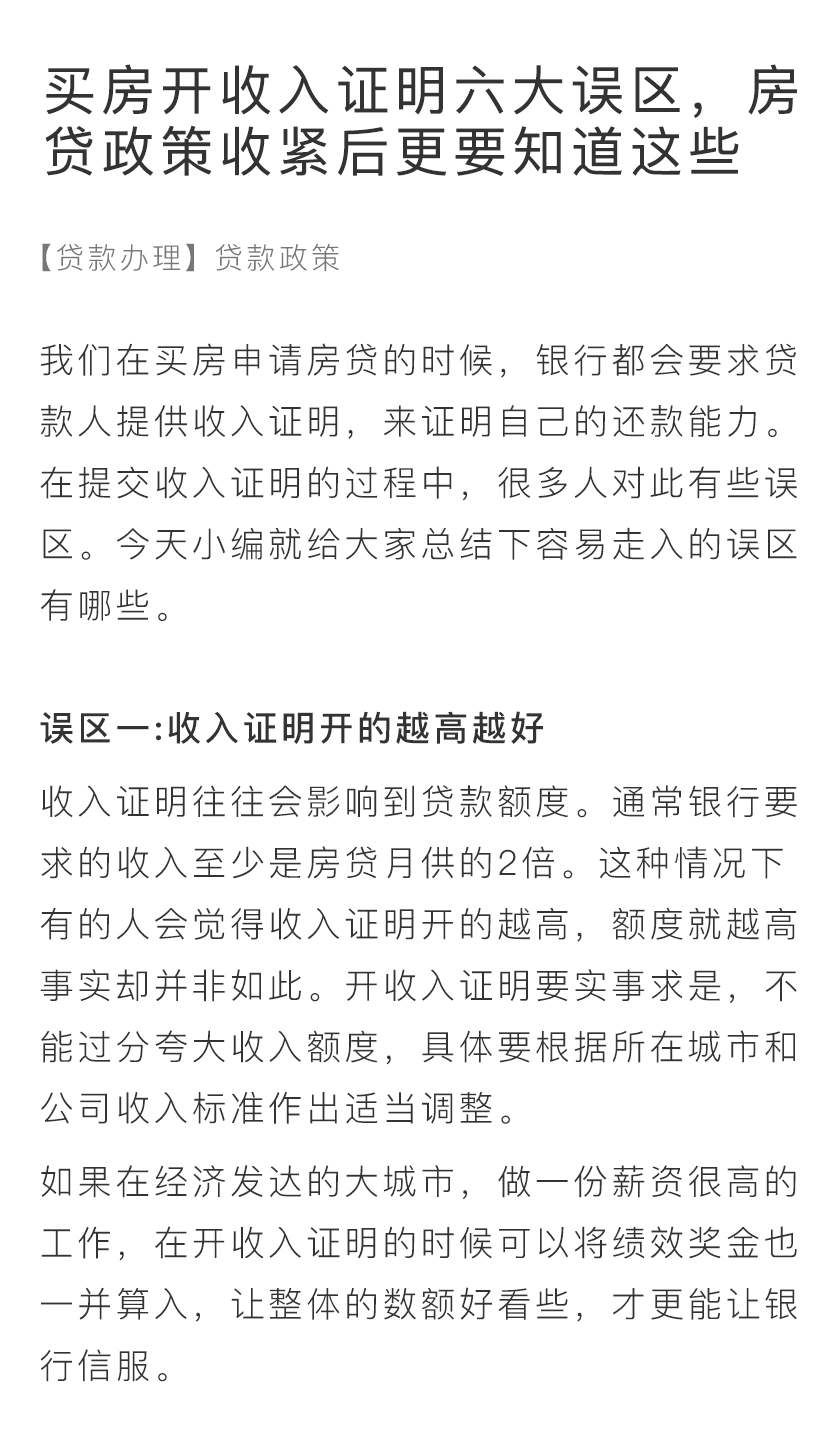 买房开收入证明六大误区，房
贷政策收紧后更要知道这些
【贷款办理】贷款政策
我们在买房申请房贷的时候，银行都会要求贷
款人提供收入证明，来证明自己的还款能力。
在提交收入证明的过程中，很多人对此有些误
区。今天小编就给大家总结下容易走入的误区
有哪些。
误区一:收入证明开的越高越好
收入证明往往会影响到贷款额度。通常银行要
求的收入至少是房贷月供的2倍。这种情况下
有的人会觉得收入证明开的越高，额度就越高
事实却并非如此。开收入证明要实事求是，不
能过分夸大收入额度，具体要根据所在城市和
公司收入标准作出适当调整。
如果在经济发达的大城市，做一份薪资很高的
工作，在开收入证明的时候可以将绩效奖金也
一并算入，让整体的数额好看些，才更能让银
行信服。